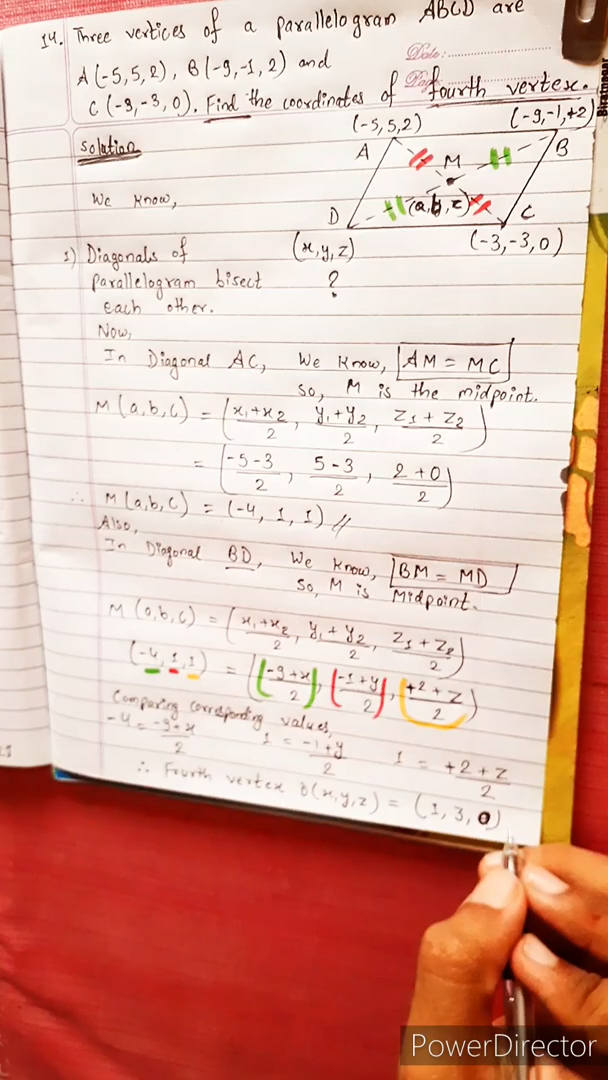 14. Three vertices of a parallelogram ABCD are
Date:
A(-5,5,2), B(-9,-1,2) and
Page:
C(-9,-3,0). Find the coordinates of fourth vertex.
Solution
(-5,5,2) (-9,-1,+2)
A B
M
We know,
D (a,b,z) C
(x,y,z) (-3,-3,0)
?
1) Diagonals of
parallelogram bisect
each other.
Now,
In Diagonal AC, We know, AM = MC
So, M is the midpoint.
M(a,b,c) = (x₁+x₂/2, y₁+y₂/2, z₁+z₂/2)
= (-5-3/2, 5-3/2, 2+0/2)
∴ M(a,b,c) = (-4, 1, 1) //
Also,
In Diagonal BD, We know, BM = MD
So, M is Midpoint.
M(a,b,c) = (x₁+x₂/2, y₁+y₂/2, z₁+z₂/2)
(-4,1,1) = (-9+x/2), (-1+y/2), (+2+z/2)
Comparing corresponding values,
-4 = -9+x/2 1 = -1+y/2 1 = +2+z/2
∴ Fourth vertex D(x,y,z) = (1, 3, 0)
PowerDirector